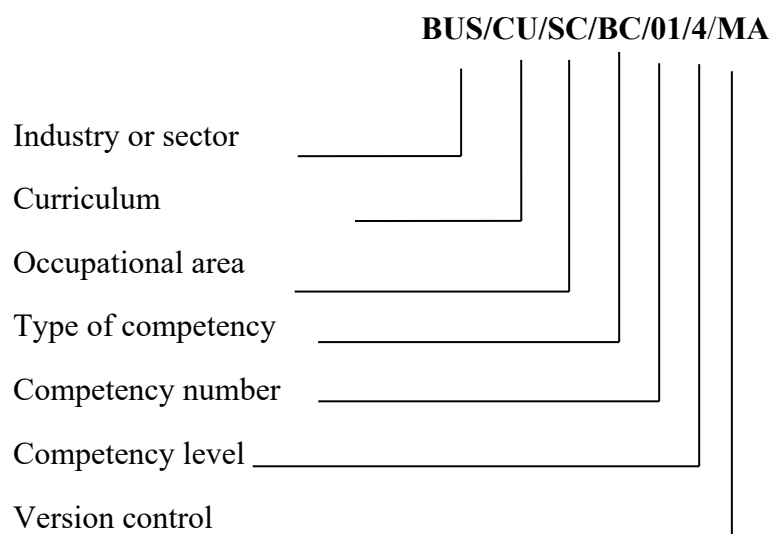 BUS/CU/SC/BC/01/4/MA
Industry or sector
Curriculum
Occupational area
Type of competency
Competency number
Competency level
Version control